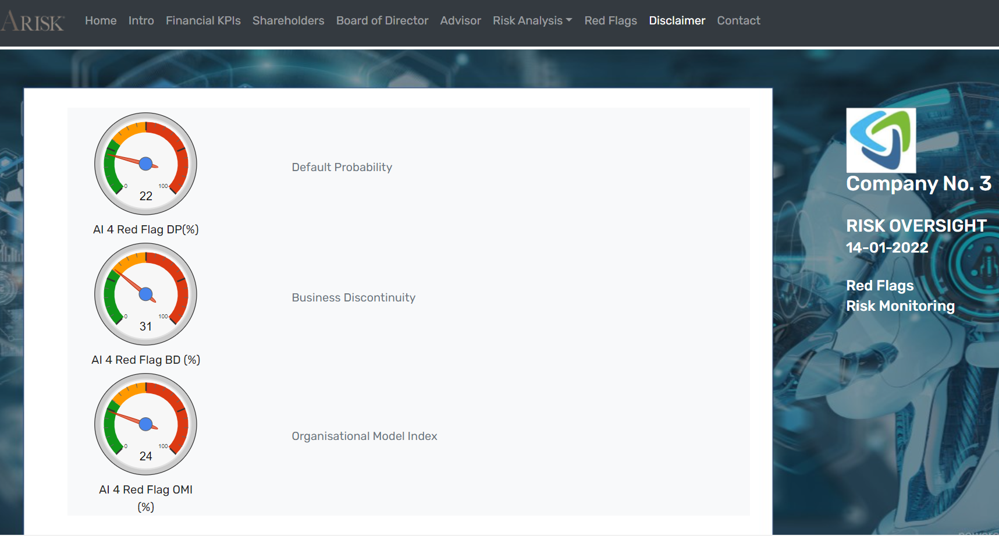 ARISK
Home Intro Financial KPIs Shareholders Board of Director Advisor Risk Analysis Red Flags Disclaimer Contact
0 100
22
AI 4 Red Flag DP(%)
Default Probability
0 100
31
AI 4 Red Flag BD (%)
Business Discontinuity
0 100
24
AI 4 Red Flag OMI
(%)
Organisational Model Index
Company No. 3
RISK OVERSIGHT
14-01-2022
Red Flags
Risk Monitoring